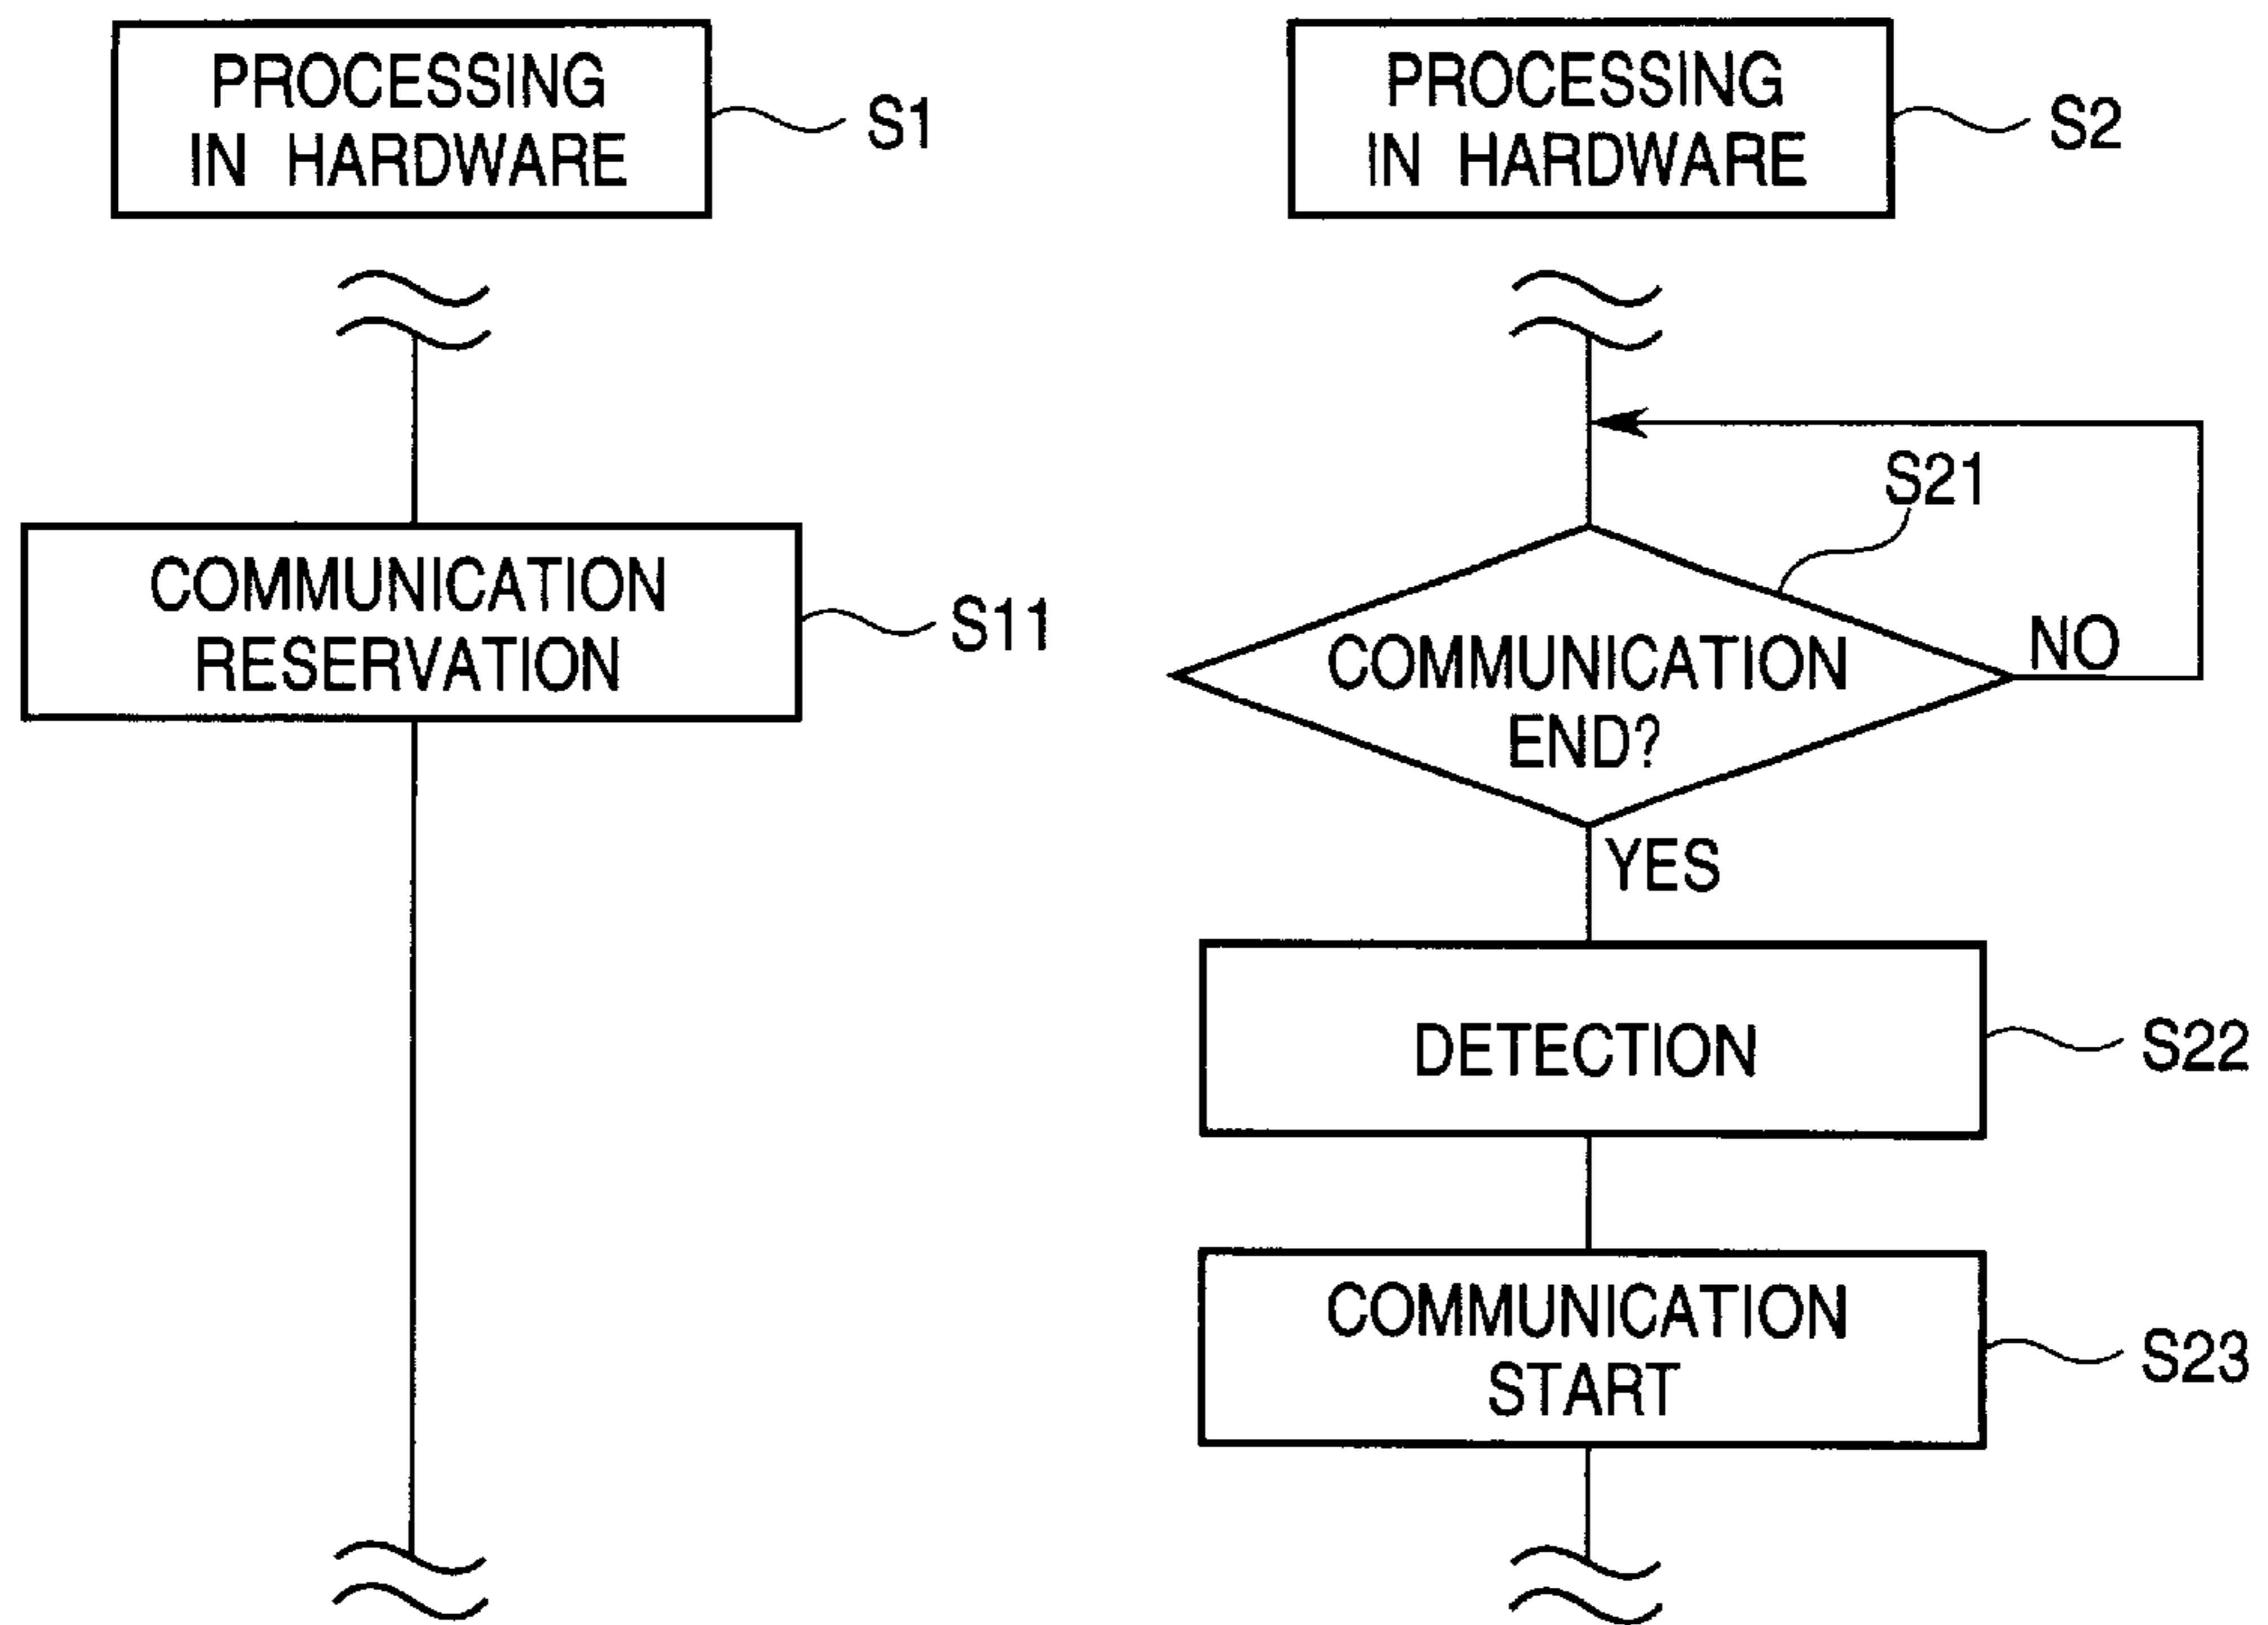 PROCESSING
IN HARDWARE
S1
COMMUNICATION
RESERVATION
S11
PROCESSING
IN HARDWARE
S2
S21
COMMUNICATION
END?
NO
YES
DETECTION
S22
COMMUNICATION
START
S23